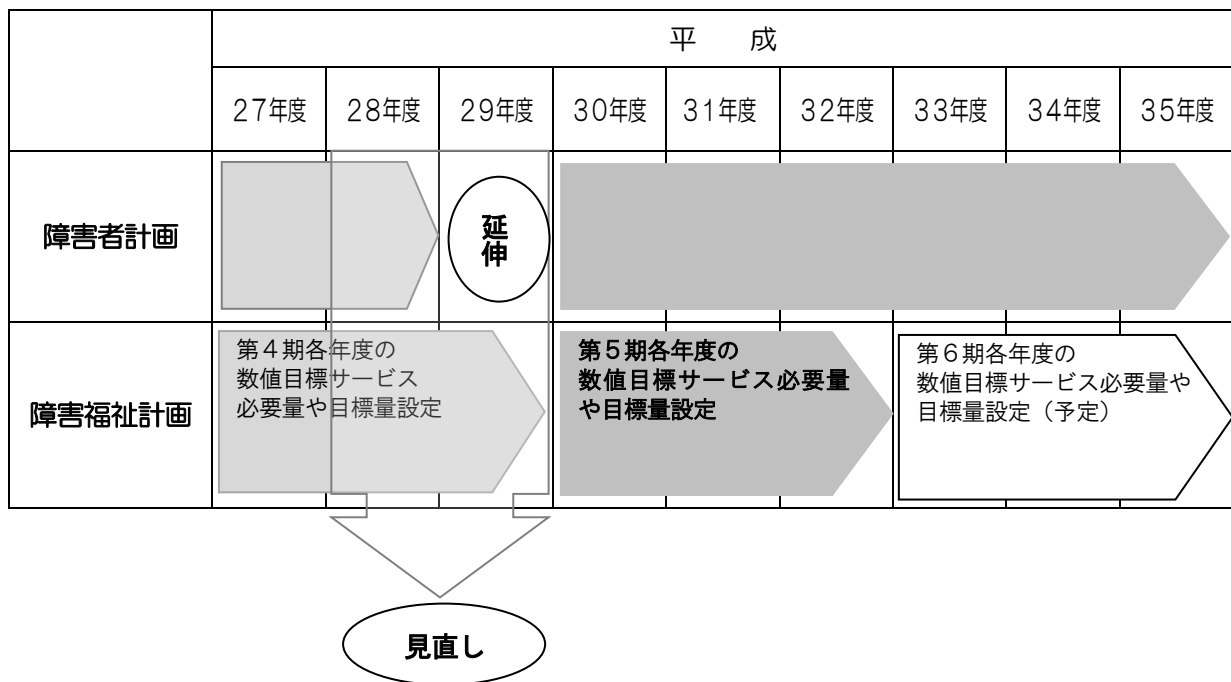 平　成
27年度 28年度 29年度 30年度 31年度 32年度 33年度 34年度 35年度
障害者計画
延
伸
障害福祉計画
第4期各年度の
数値目標サービス
必要量や目標量設定
第5期各年度の
数値目標サービス必要量
や目標量設定
第6期各年度の
数値目標サービス必要量や
目標量設定（予定）
見直し